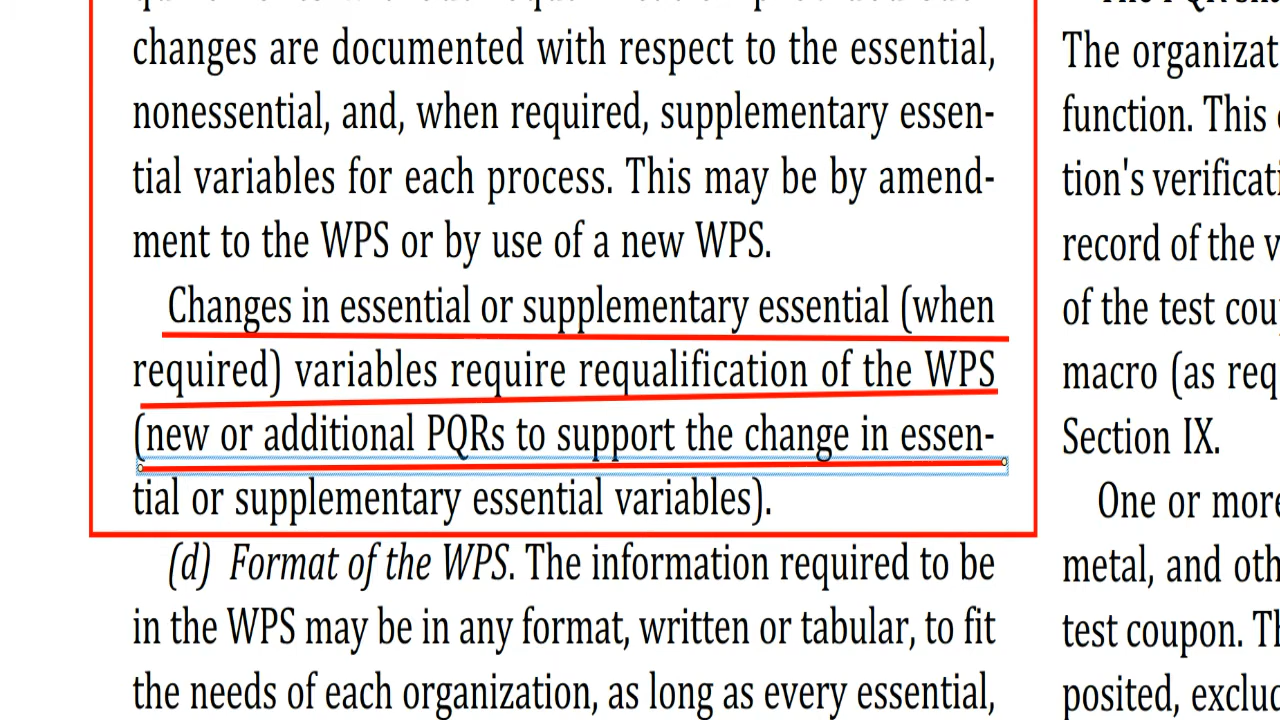 changes are documented with respect to the essential,
nonessential, and, when required, supplementary essen-
tial variables for each process. This may be by amend-
ment to the WPS or by use of a new WPS.
Changes in essential or supplementary essential (when
required) variables require requalification of the WPS
(new or additional PQRs to support the change in essen-
tial or supplementary essential variables).
(d) Format of the WPS. The information required to be
in the WPS may be in any format, written or tabular, to fit
the needs of each organization, as long as every essential,
The organizat
function. This
tion's verificati
record of the v
of the test cou
macro (as req
Section IX.
One or more
metal, and oth
test coupon. Th
posited, exclud